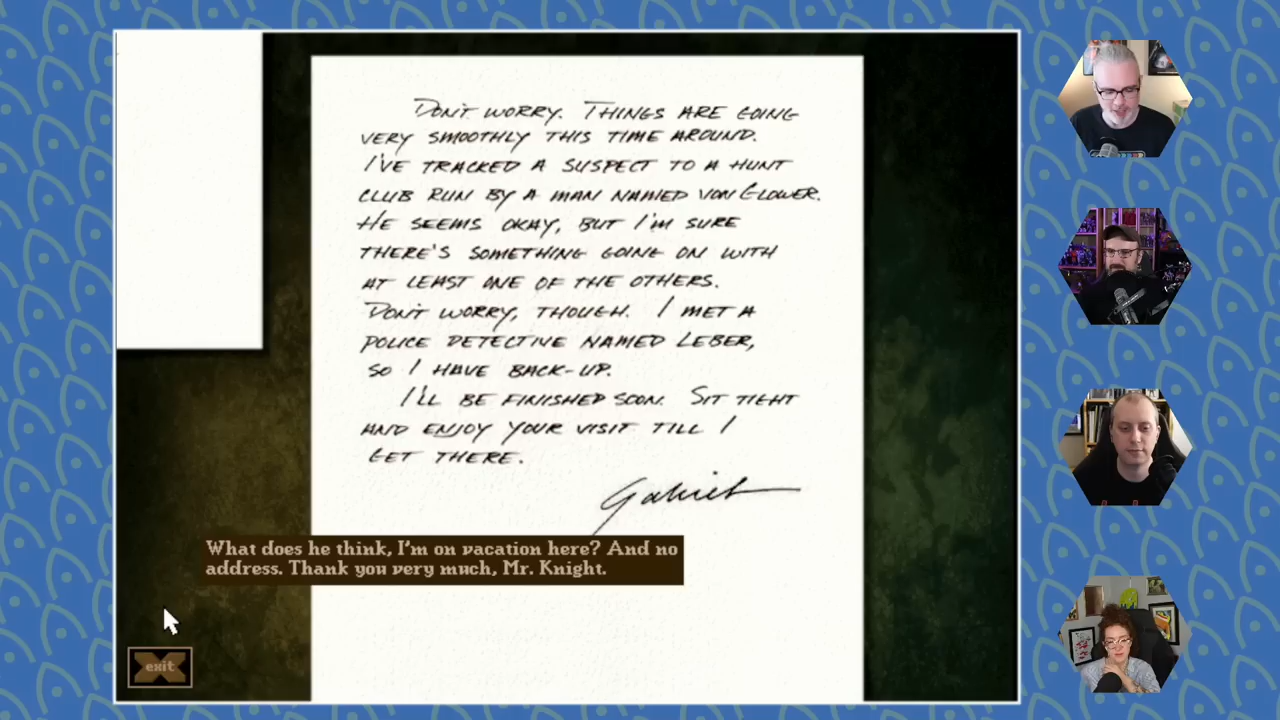 DON'T WORRY. THINGS ARE GOING
VERY SMOOTHLY THIS TIME AROUND.
I'VE TRACKED A SUSPECT TO A HUNT
CLUB RUN BY A MAN NAMED VON GLOWER.
HE SEEMS OKAY, BUT I'M SURE
THERE'S SOMETHING GOING ON WITH
AT LEAST ONE OF THE OTHERS.
DON'T WORRY, THOUGH. I MET A
POLICE DETECTIVE NAMED LEBER,
SO I HAVE BACK-UP.
I'LL BE FINISHED SOON. SIT TIGHT
AND ENJOY YOUR VISIT TILL I
GET THERE.
Gabriel
What does he think, I'm on vacation here? And no
address. Thank you very much, Mr. Knight.
exit